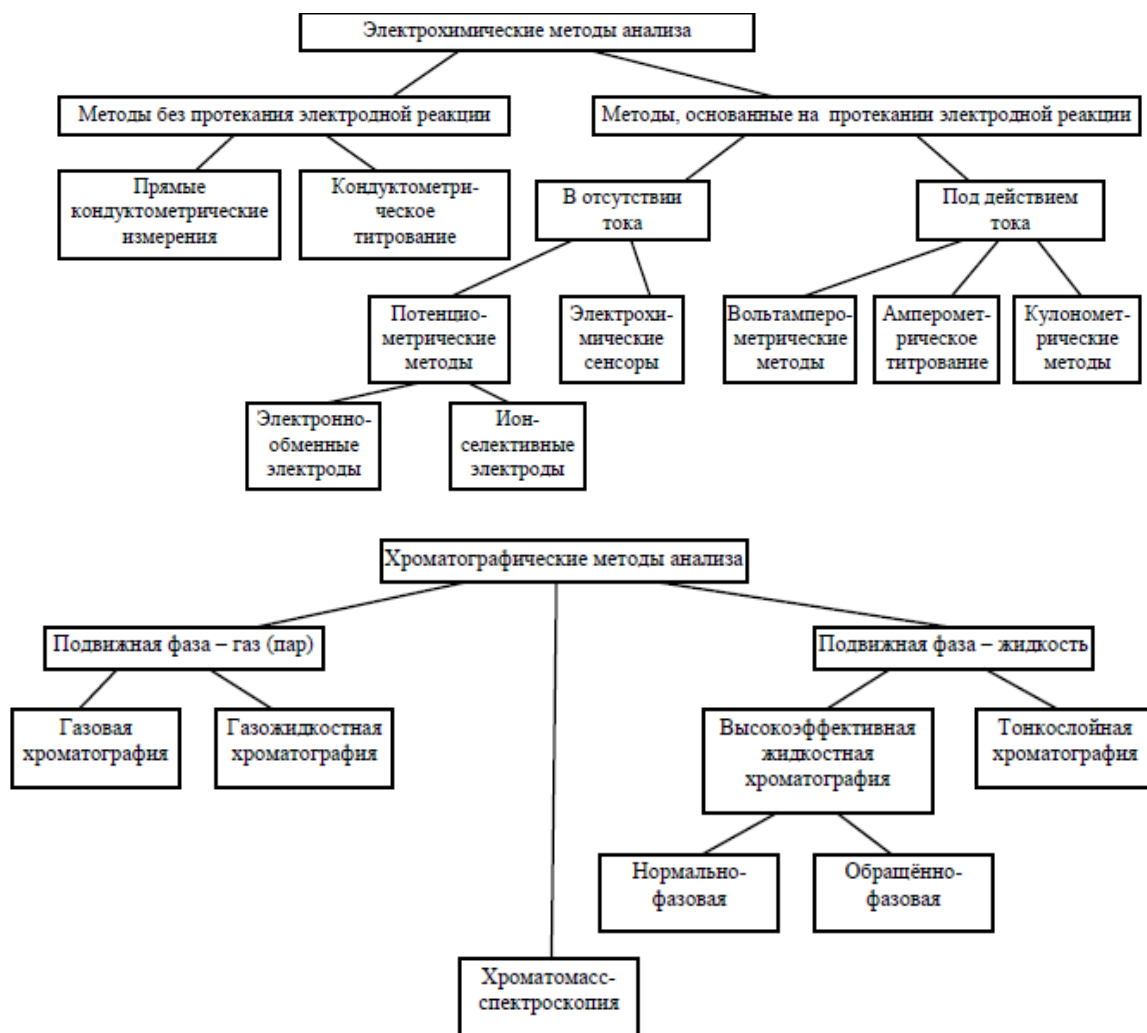 Электрохимические методы анализа
Методы без протекания электродной реакции
Методы, основанные на протекании электродной реакции
Прямые
кондуктометрические
измерения
Кондуктометри-
ческое
титрование
В отсутствии
тока
Под действием
тока
Потенцио-
метрические
методы
Электрохи-
мические
сенсоры
Вольтамперо-
метрические
методы
Амперомет-
рическое
титрование
Кулономет-
рические
методы
Электронно-
обменные
электроды
Ион-
селективные
электроды
Хроматографические методы анализа
Подвижная фаза – газ (пар)
Подвижная фаза – жидкость
Газовая
хроматография
Газожидкостная
хроматография
Высокоэффективная
жидкостная
хроматография
Тонкослойная
хроматография
Нормально-
фазовая
Обращённо-
фазовая
Хроматомасс-
спектроскопия